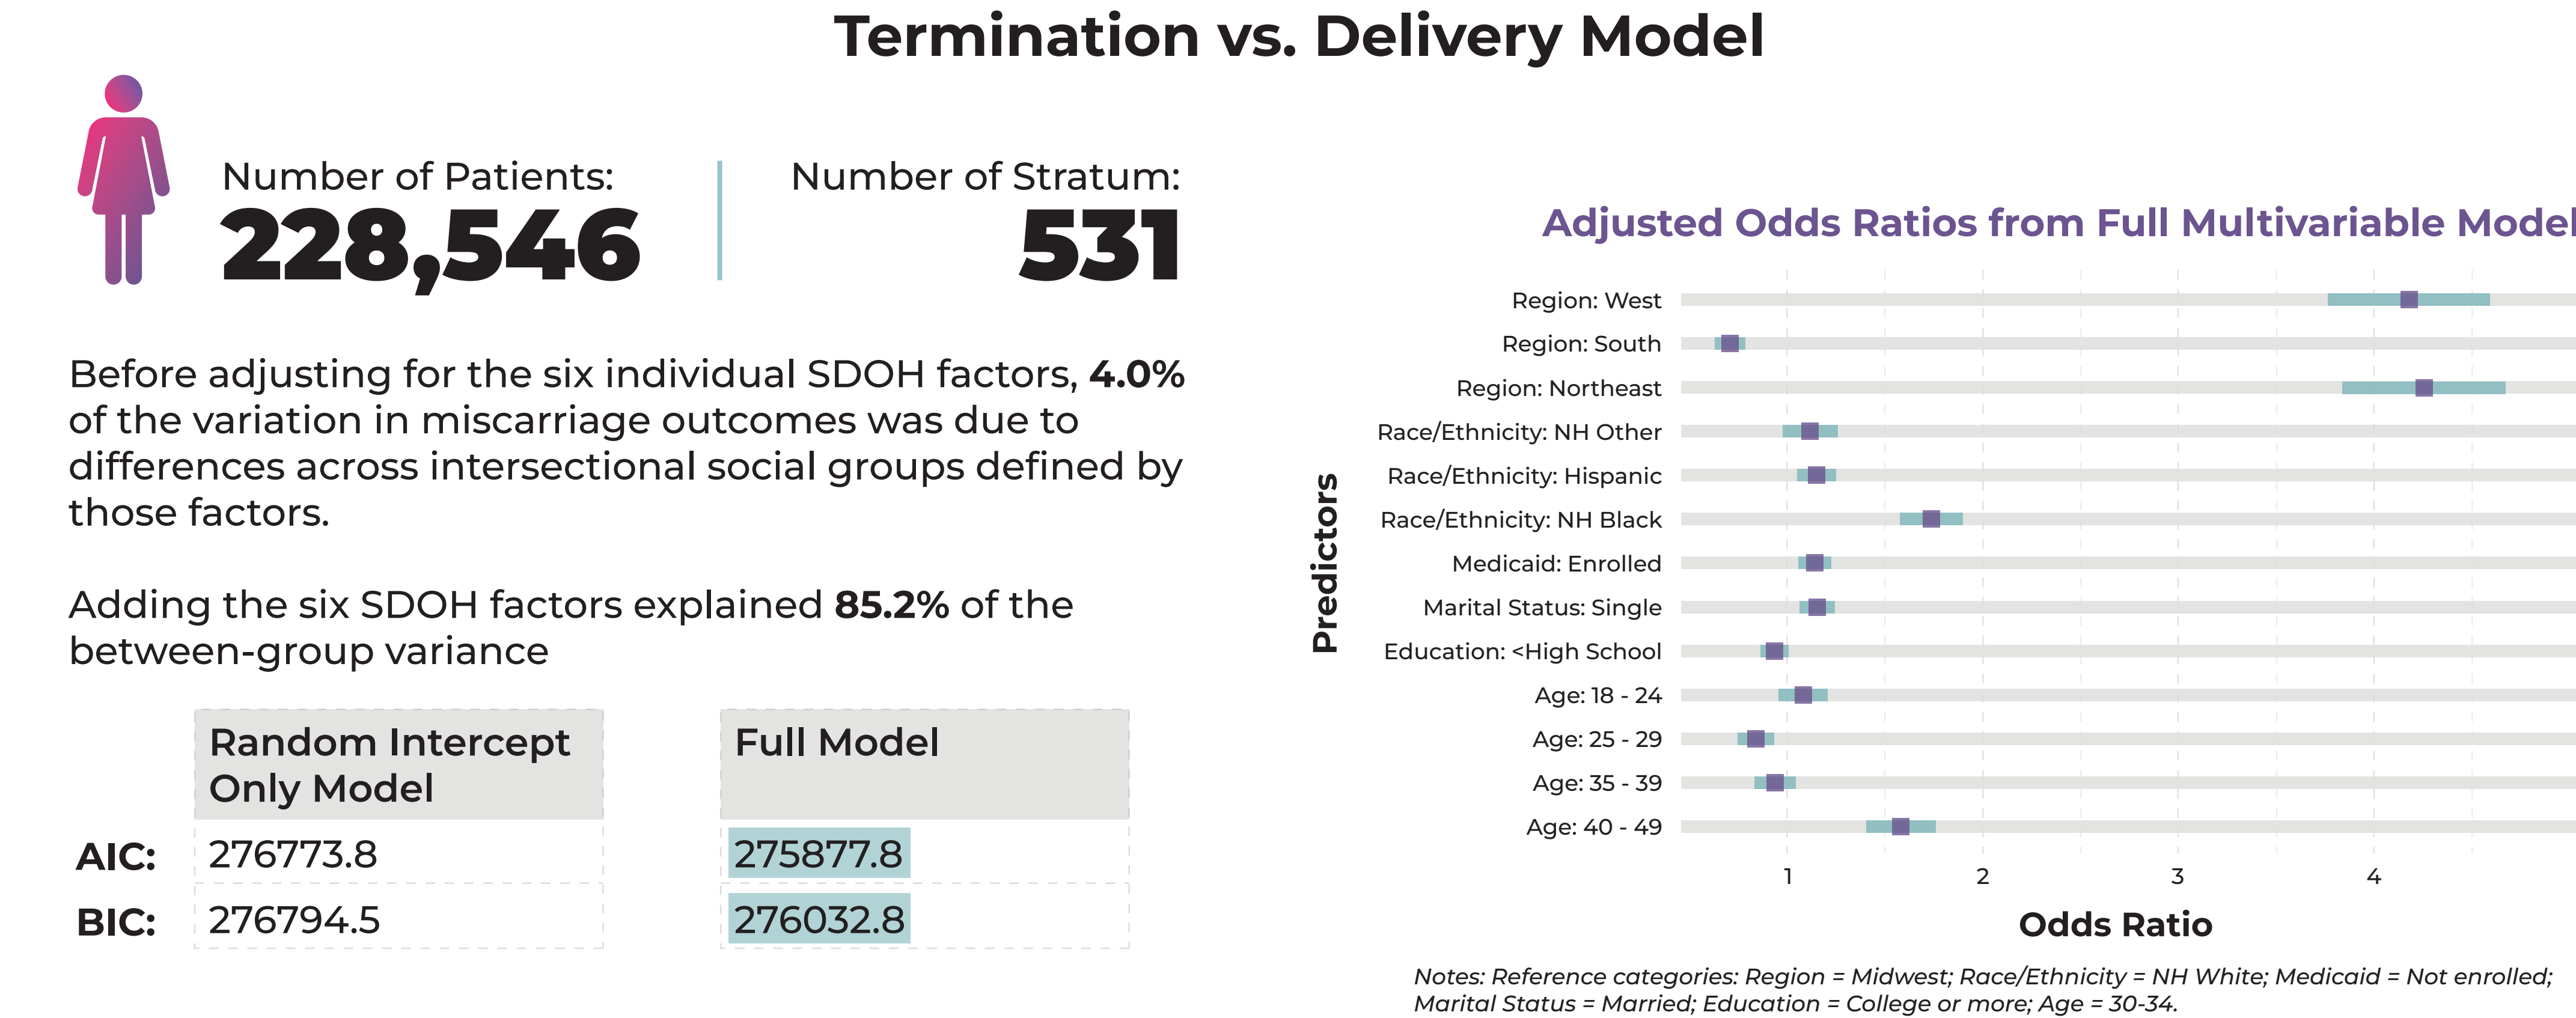 Termination vs. Delivery Model
Number of Patients:
228,546
Number of Stratum:
531
Before adjusting for the six individual SDOH factors, 4.0%
of the variation in miscarriage outcomes was due to
differences across intersectional social groups defined by
those factors.
Adding the six SDOH factors explained 85.2% of the
between-group variance
Random Intercept
Only Model
Full Model
AIC: 276773.8 275877.8
BIC: 276794.5 276032.8
Adjusted Odds Ratios from Full Multivariable Model
Predictors
Region: West
Region: South
Region: Northeast
Race/Ethnicity: NH Other
Race/Ethnicity: Hispanic
Race/Ethnicity: NH Black
Medicaid: Enrolled
Marital Status: Single
Education: <High School
Age: 18 - 24
Age: 25 - 29
Age: 35 - 39
Age: 40 - 49
1 2 3 4
Odds Ratio
Notes: Reference categories: Region = Midwest; Race/Ethnicity = NH White; Medicaid = Not enrolled;
Marital Status = Married; Education = College or more; Age = 30-34.